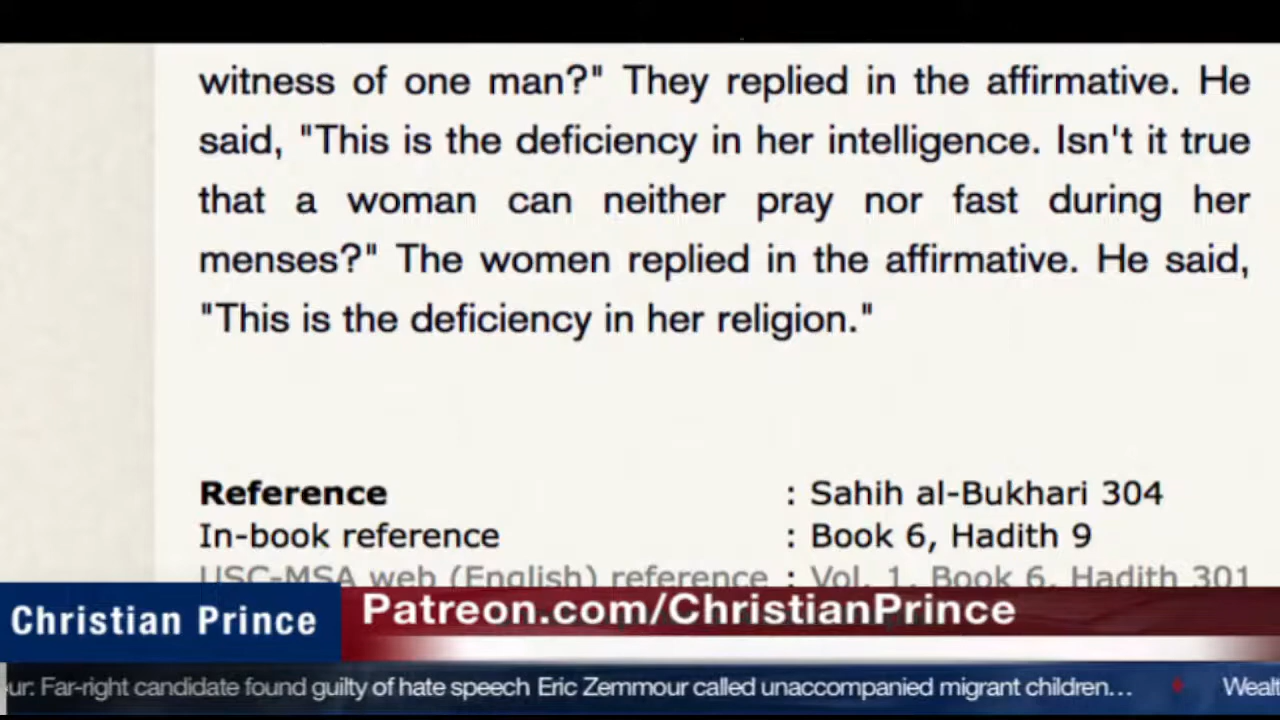 witness of one man?" They replied in the affirmative. He
said, "This is the deficiency in her intelligence. Isn't it true
that a woman can neither pray nor fast during her
menses?" The women replied in the affirmative. He said,
"This is the deficiency in her religion."
Reference : Sahih al-Bukhari 304
In-book reference : Book 6, Hadith 9
USC-MSA web (English) reference : Vol. 1, Book 6, Hadith 301
Christian Prince
Patreon.com/ChristianPrince
ur: Far-right candidate found guilty of hate speech Eric Zemmour called unaccompanied migrant children... Wealt